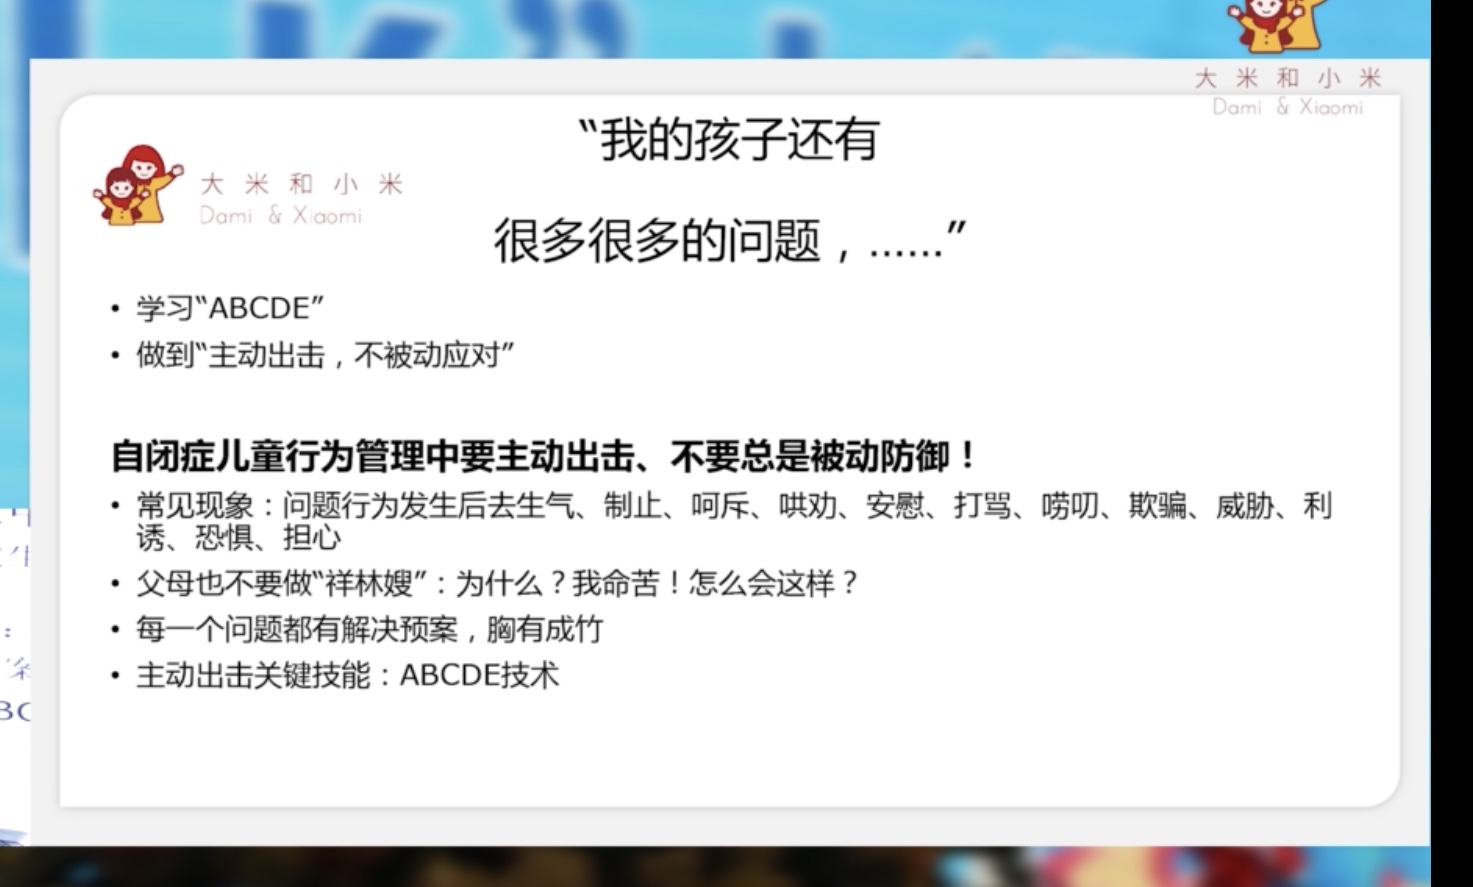 大米和小米
Dami & Xiaomi
“我的孩子还有
大米和小米
Dami & Xiaomi
很多很多的问题，……”
• 学习“ABCDE”
• 做到“主动出击，不被动应对”
自闭症儿童行为管理中要主动出击、不要总是被动防御！
• 常见现象：问题行为发生后去生气、制止、呵斥、哄劝、安慰、打骂、唠叨、欺骗、威胁、利
诱、恐惧、担心
• 父母也不要做“祥林嫂”：为什么？我命苦！怎么会这样？
• 每一个问题都有解决预案，胸有成竹
• 主动出击关键技能：ABCDE技术